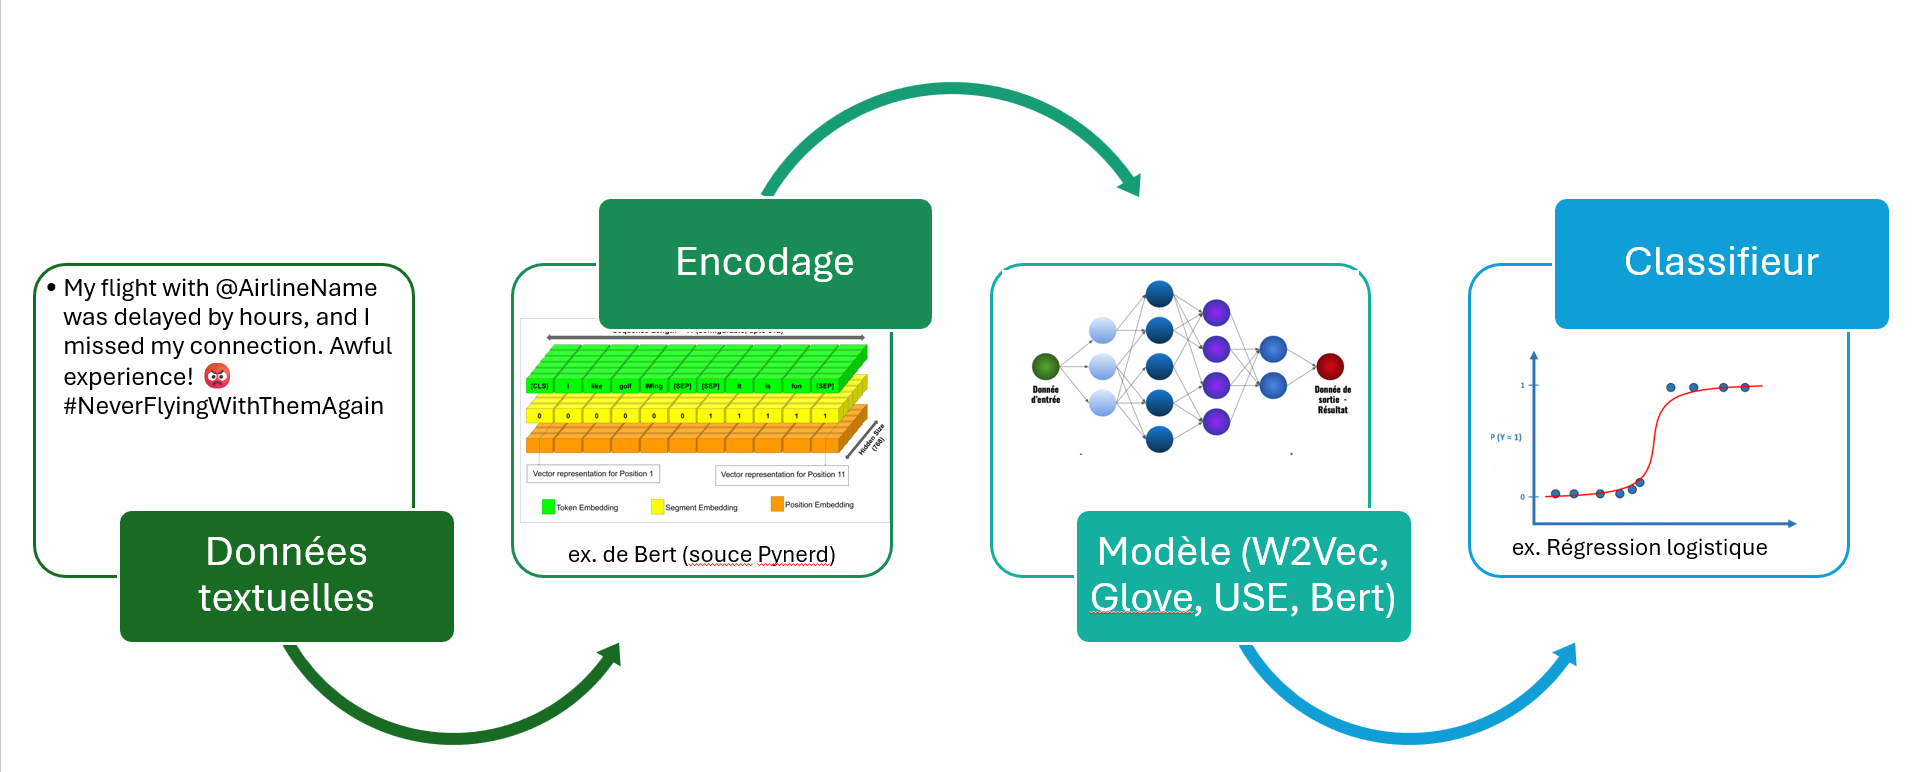 • My flight with @AirlineName
was delayed by hours, and I
missed my connection. Awful
experience! 😡
#NeverFlyingWithThemAgain
Données
textuelles
Encodage
[CLS] I like golf ##ing [SEP] [SEP] It is fun [SEP]
0 0 0 0 0 0 1 1 1 1 1
Hidden Size
(768)
Vector representation for Position 1
Vector representation for Position 11
Token Embedding
Segment Embedding
Position Embedding
ex. de Bert (souce Pynerd)
Donnée
d'entrée
Donnée de
sortie -
Résultat
Modèle (W2Vec,
Glove, USE, Bert)
Classifieur
1
P (Y = 1)
0
ex. Régression logistique